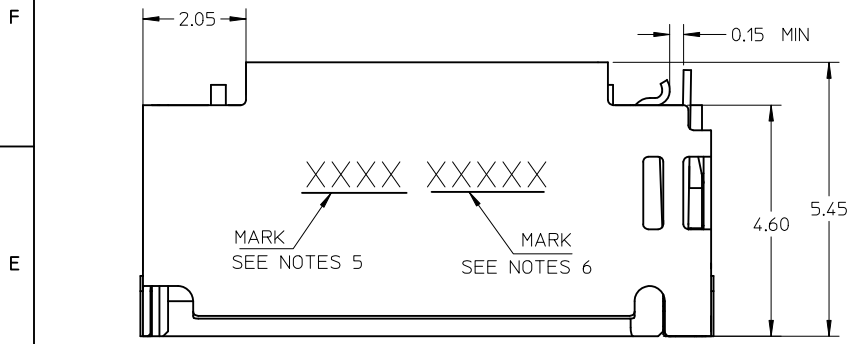 F
2.05
0.15 MIN
XXXX XXXXX
5.45
4.60
MARK
SEE NOTES 5
MARK
SEE NOTES 6
E